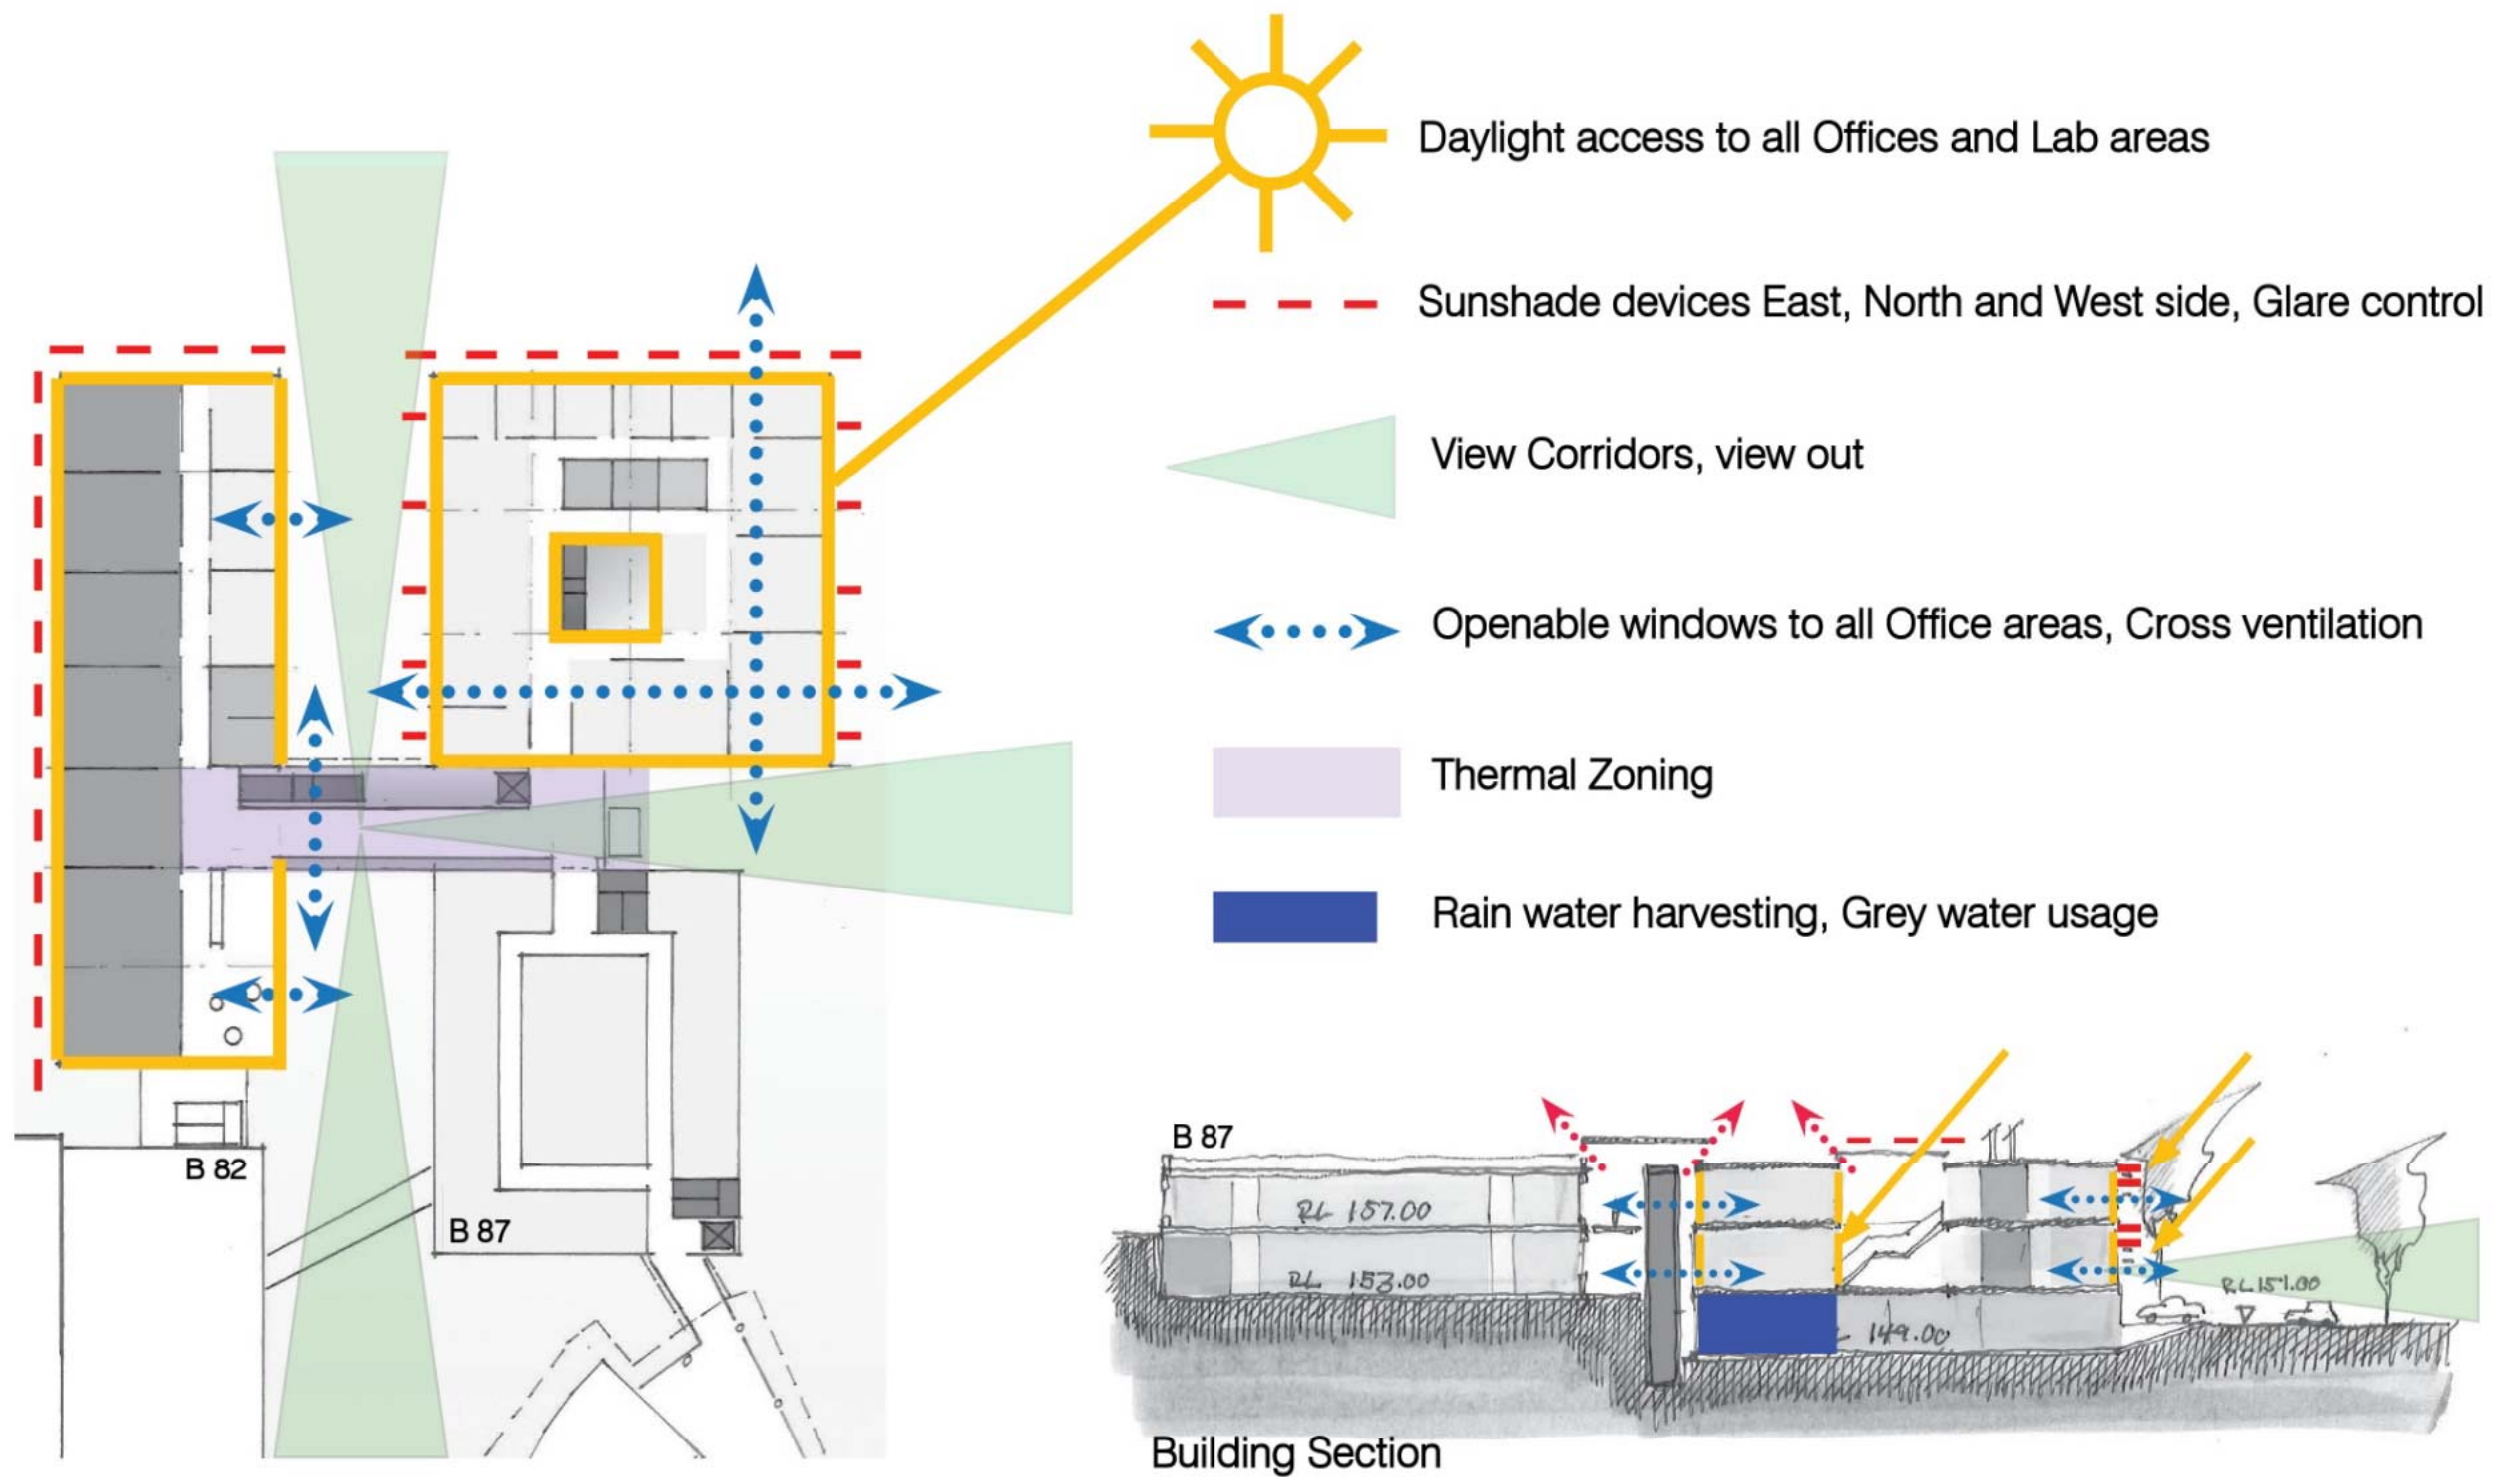 Daylight access to all Offices and Lab areas
Sunshade devices East, North and West side, Glare control
View Corridors, view out
Openable windows to all Office areas, Cross ventilation
Thermal Zoning
Rain water harvesting, Grey water usage
B 82
B 87
B 87
RL 157.00
RL 153.00
149.00
RL 151.00
Building Section